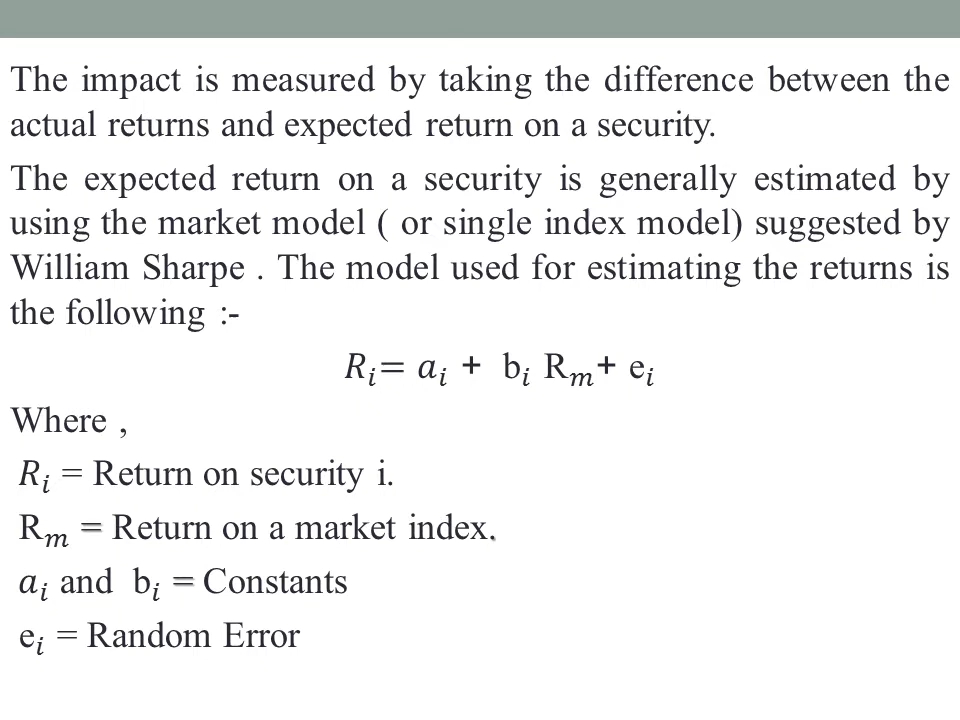 The impact is measured by taking the difference between the
actual returns and expected return on a security.
The expected return on a security is generally estimated by
using the market model ( or single index model) suggested by
William Sharpe . The model used for estimating the returns is
the following :-
𝑅ᵢ= 𝑎ᵢ + bᵢ Rₘ+ eᵢ
Where ,
𝑅ᵢ = Return on security i.
Rₘ = Return on a market index.
𝑎ᵢ and bᵢ = Constants
eᵢ = Random Error